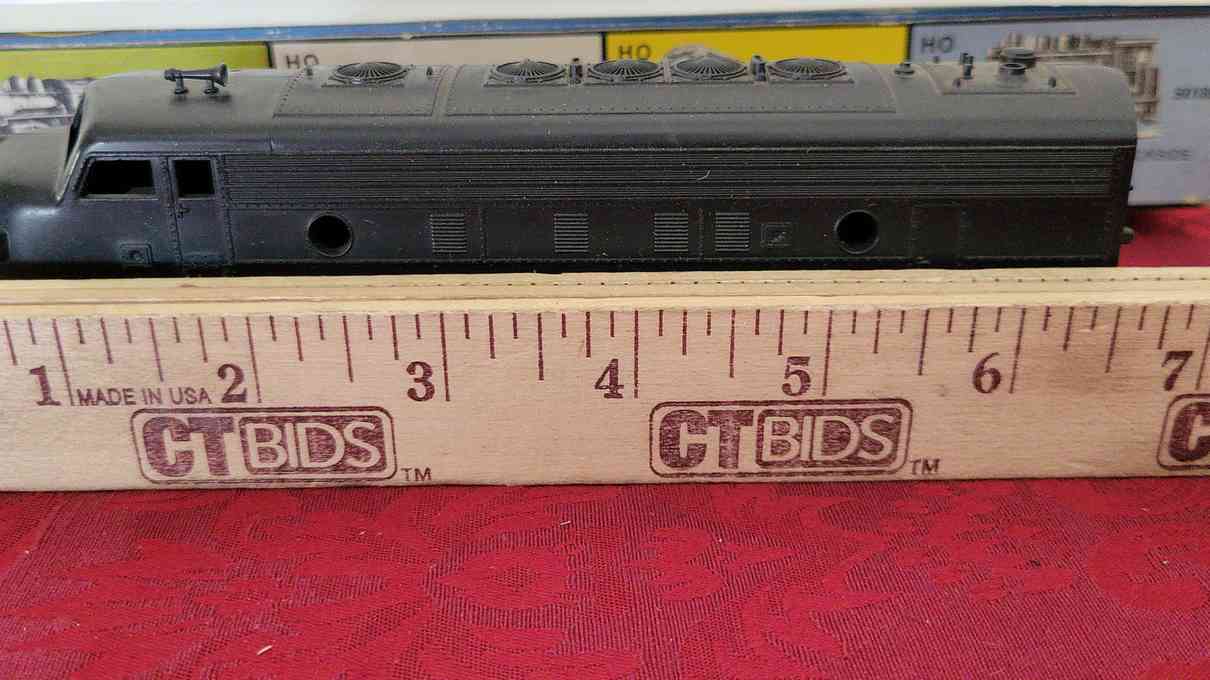 HO
HO
HO
1 2 3 4 5 6 7
MADE IN USA
CTBIDS TM
CTBIDS TM
C